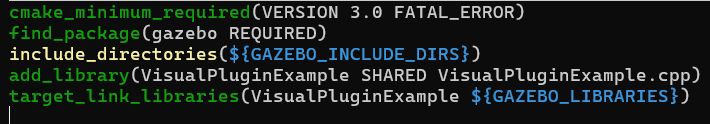 cmake_minimum_required(VERSION 3.0 FATAL_ERROR)
find_package(gazebo REQUIRED)
include_directories(${GAZEBO_INCLUDE_DIRS})
add_library(VisualPluginExample SHARED VisualPluginExample.cpp)
target_link_libraries(VisualPluginExample ${GAZEBO_LIBRARIES})